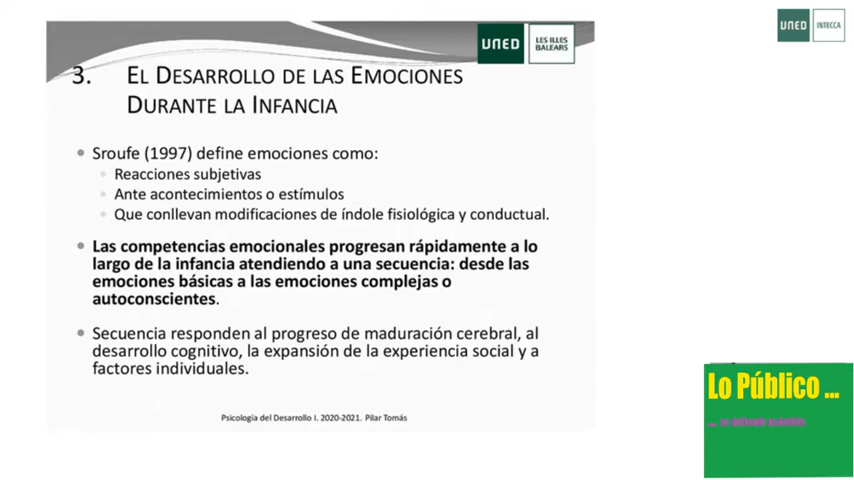 UNED
INTECCA
UNED
LES ILLES
BALEARS
3. EL DESARROLLO DE LAS EMOCIONES
DURANTE LA INFANCIA
• Sroufe (1997) define emociones como:
• Reacciones subjetivas
• Ante acontecimientos o estímulos
• Que conllevan modificaciones de índole fisiológica y conductual.
• Las competencias emocionales progresan rápidamente a lo
largo de la infancia atendiendo a una secuencia: desde las
emociones básicas a las emociones complejas o
autoconscientes.
• Secuencia responden al progreso de maduración cerebral, al
desarrollo cognitivo, la expansión de la experiencia social y a
factores individuales.
Psicología del Desarrollo I. 2020-2021. Pilar Tomás
Lo Público ...